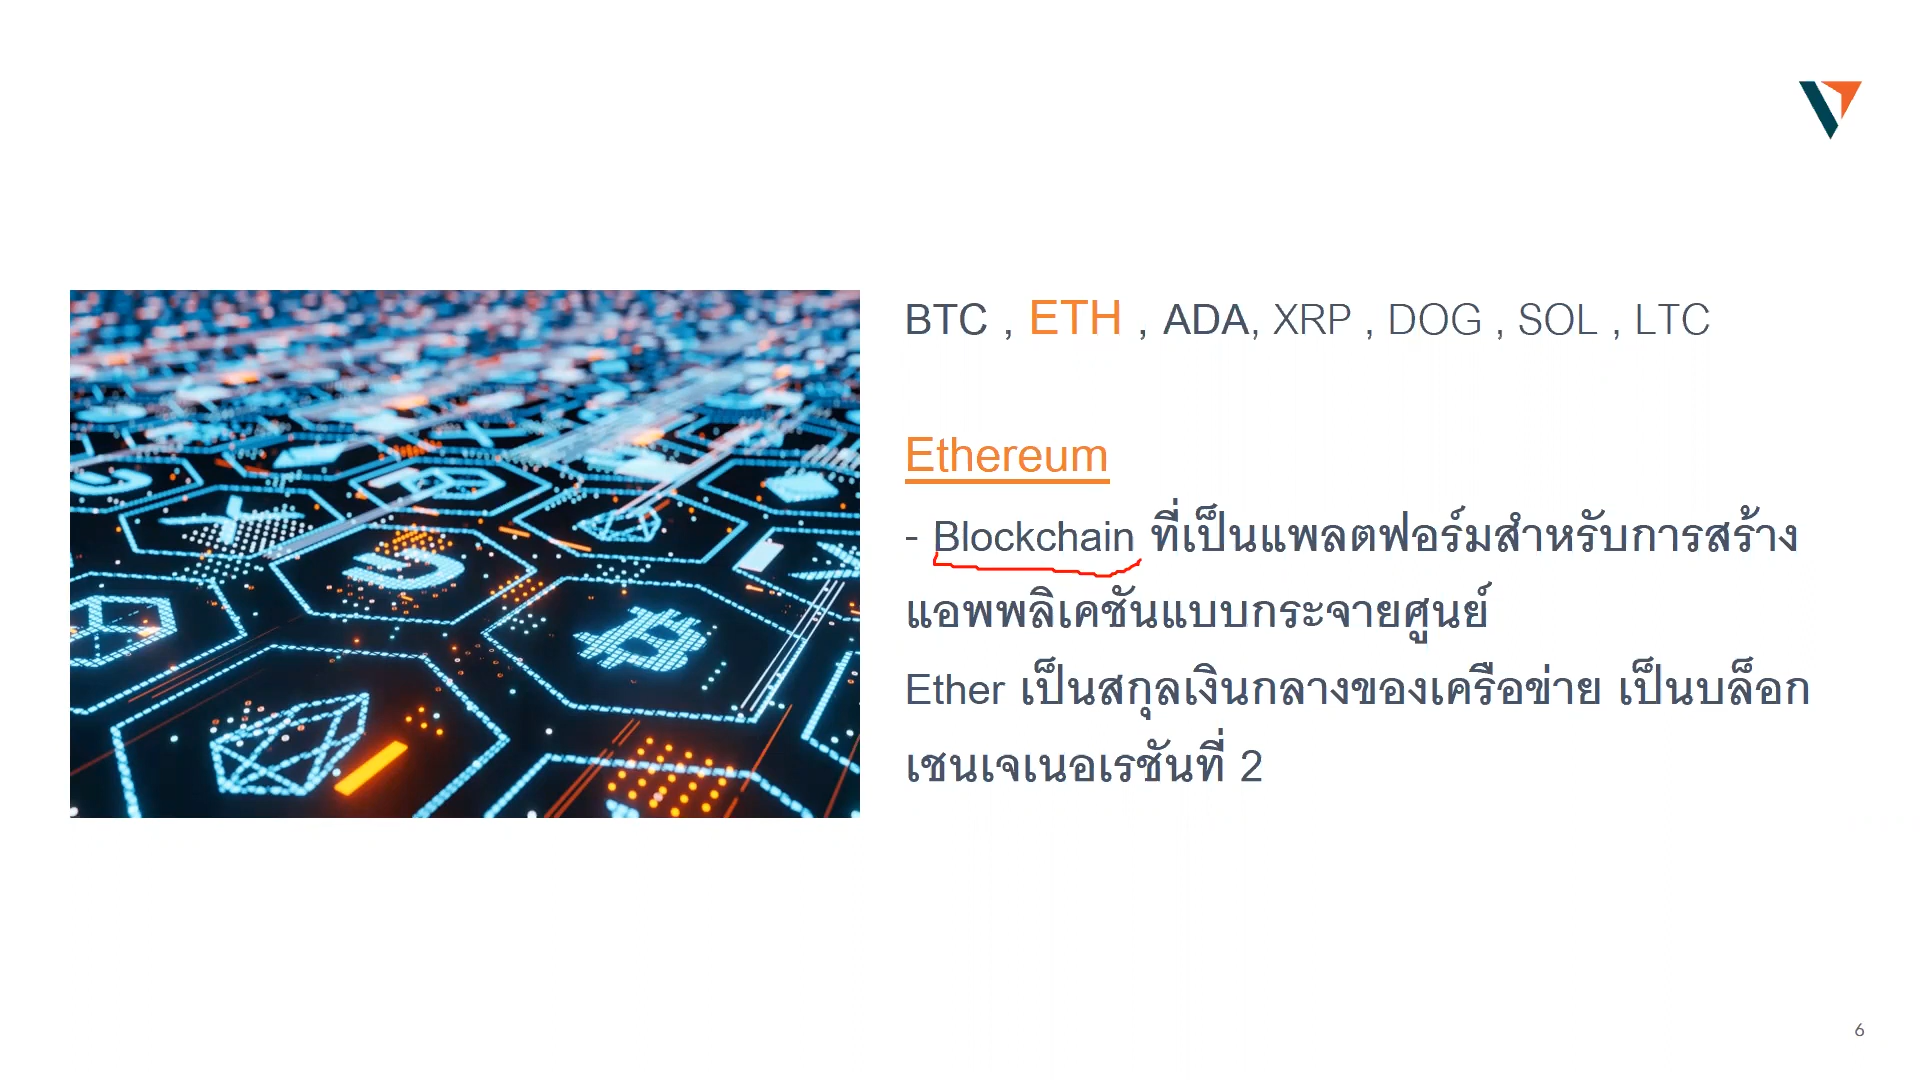 BTC , ETH , ADA, XRP , DOG , SOL , LTC
Ethereum
- Blockchain ที่เป็นแพลตฟอร์มสำหรับการสร้าง
แอพพลิเคชันแบบกระจายศูนย์
Ether เป็นสกุลเงินกลางของเครือข่าย เป็นบล็อก
เชนเจเนอเรชันที่ 2
6